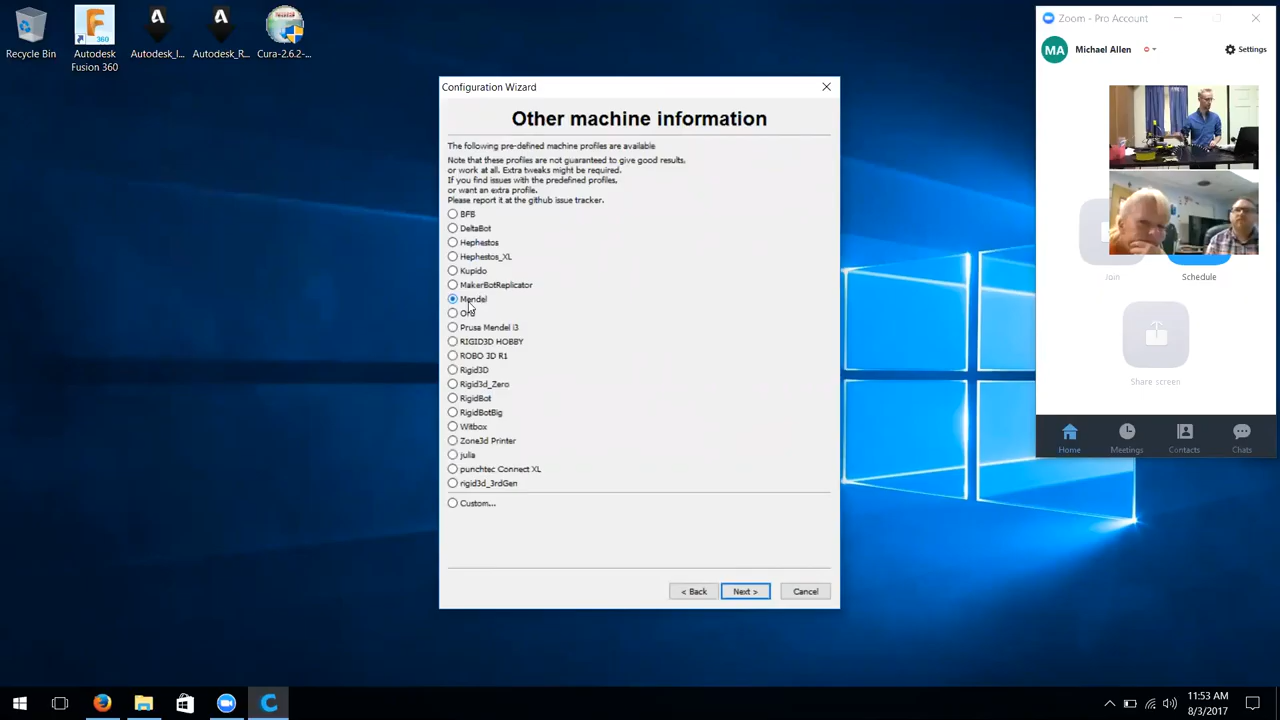 Recycle Bin
Autodesk Fusion 360
Autodesk_I...
Autodesk_R...
Cura-2.6.2-...
Zoom - Pro Account
MA
Michael Allen
Settings
Join
Schedule
Share screen
Home
Meetings
Contacts
Chats
Configuration Wizard
Other machine information
The following pre-defined machine profiles are available
Note that these profiles are not guaranteed to give good results,
or work at all. Extra tweaks might be required.
If you find issues with the predefined profiles,
or want an extra profile.
Please report it at the github issue tracker.
BFB
DeltaBot
Hephestos
Hephestos_XL
Kupido
MakerBotReplicator
Mendel
Prusa Mendel i3
RIGID3D HOBBY
ROBO 3D R1
Rigid3D
Rigid3d_Zero
RigidBot
RigidBotBig
Witbox
Zone3d Printer
julia
punchtec Connect XL
rigid3d_3rdGen
Custom...
< Back
Next >
Cancel
11:53 AM
8/3/2017